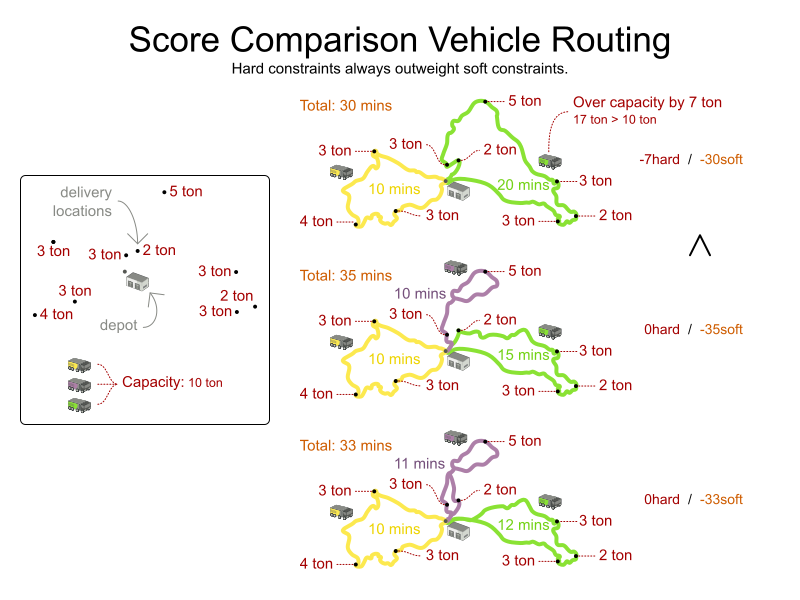 Score Comparison Vehicle Routing
Hard constraints always outweight soft constraints.
delivery
locations
5 ton
3 ton
3 ton
2 ton
3 ton
3 ton
2 ton
4 ton
3 ton
depot
Capacity: 10 ton
Total: 30 mins
5 ton
Over capacity by 7 ton
17 ton > 10 ton
3 ton
3 ton
2 ton
-7hard / -30soft
10 mins
20 mins
3 ton
4 ton
3 ton
3 ton
2 ton
<
Total: 35 mins
5 ton
10 mins
3 ton
3 ton
2 ton
0hard / -35soft
10 mins
15 mins
3 ton
4 ton
3 ton
3 ton
2 ton
Total: 33 mins
5 ton
11 mins
3 ton
3 ton
2 ton
0hard / -33soft
10 mins
12 mins
3 ton
4 ton
3 ton
3 ton
2 ton